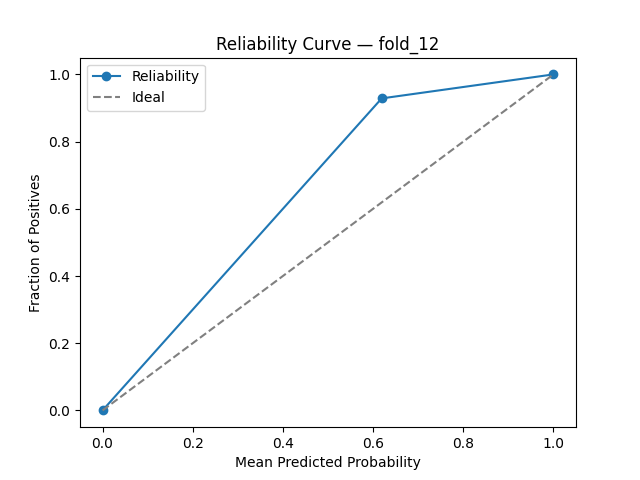 Reliability Curve — fold_12
Reliability
Ideal
1.0
0.8
0.6
0.4
0.2
0.0
Fraction of Positives
0.0 0.2 0.4 0.6 0.8 1.0
Mean Predicted Probability